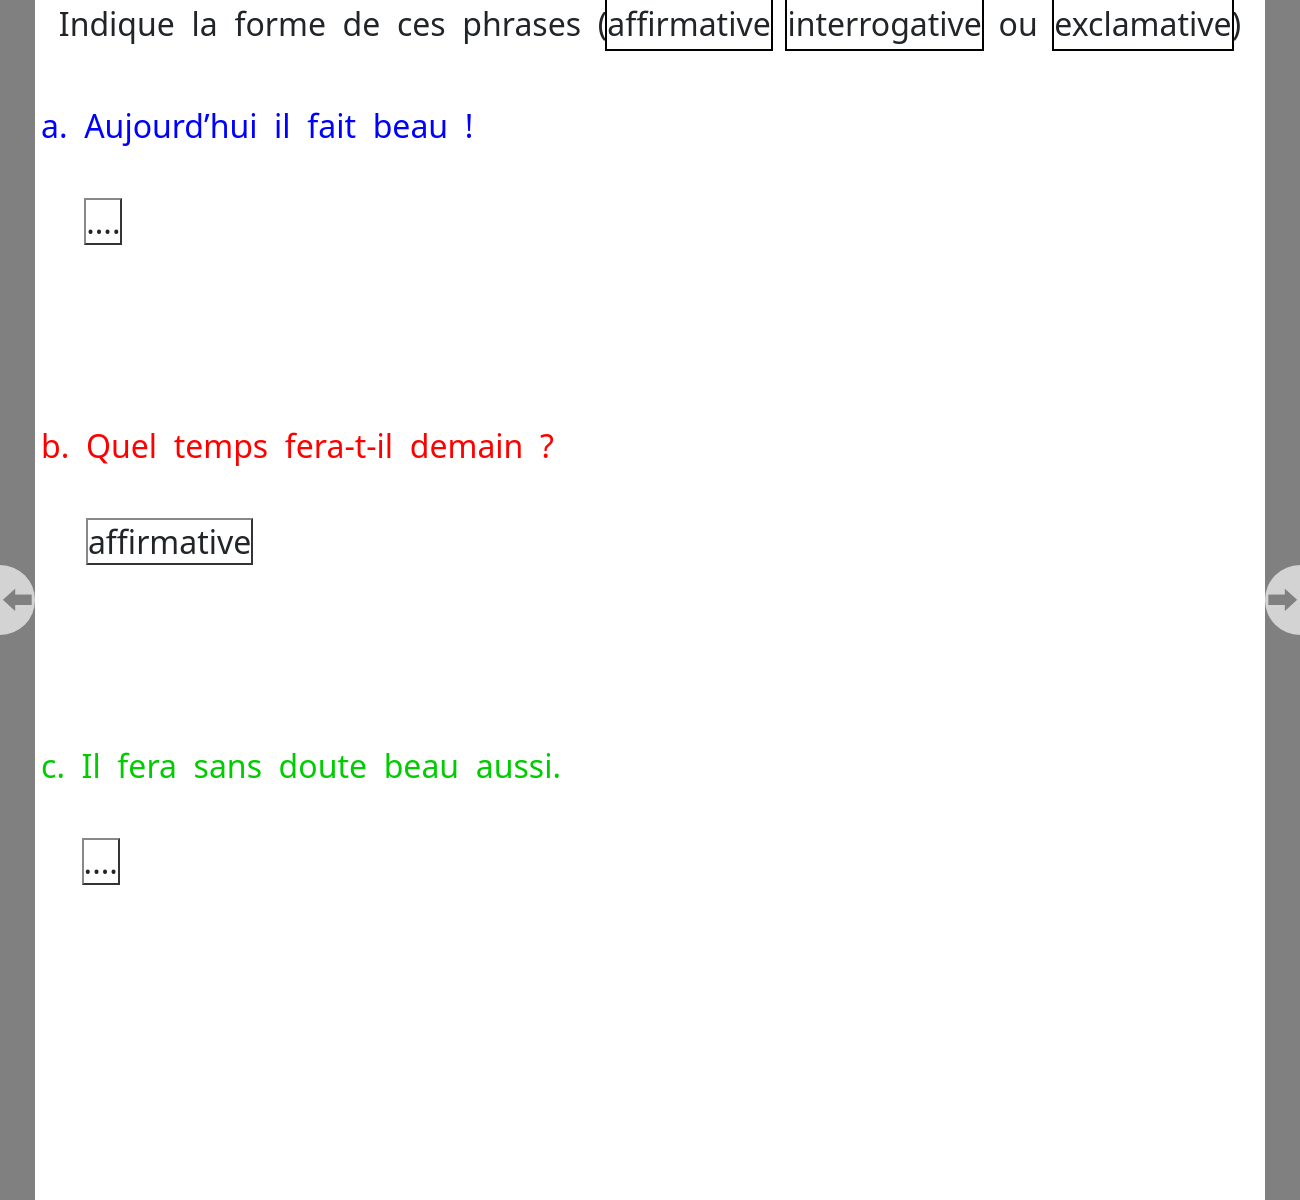 Indique la forme de ces phrases (affirmative interrogative ou exclamative)
a. Aujourd’hui il fait beau !
....
b. Quel temps fera-t-il demain ?
affirmative
c. Il fera sans doute beau aussi.
....